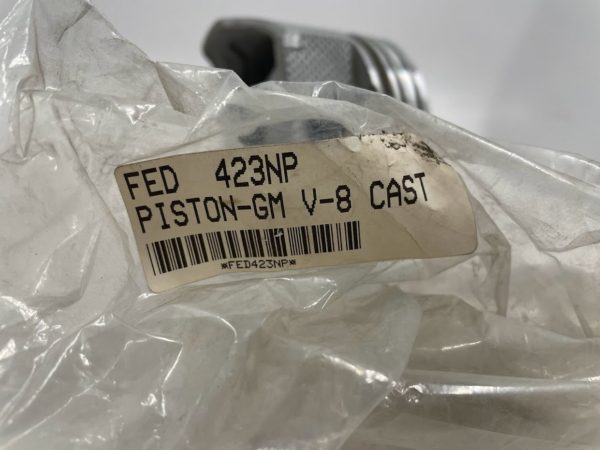 FED 423NP
PISTON-GM V-8 CAST
*FED423NP*